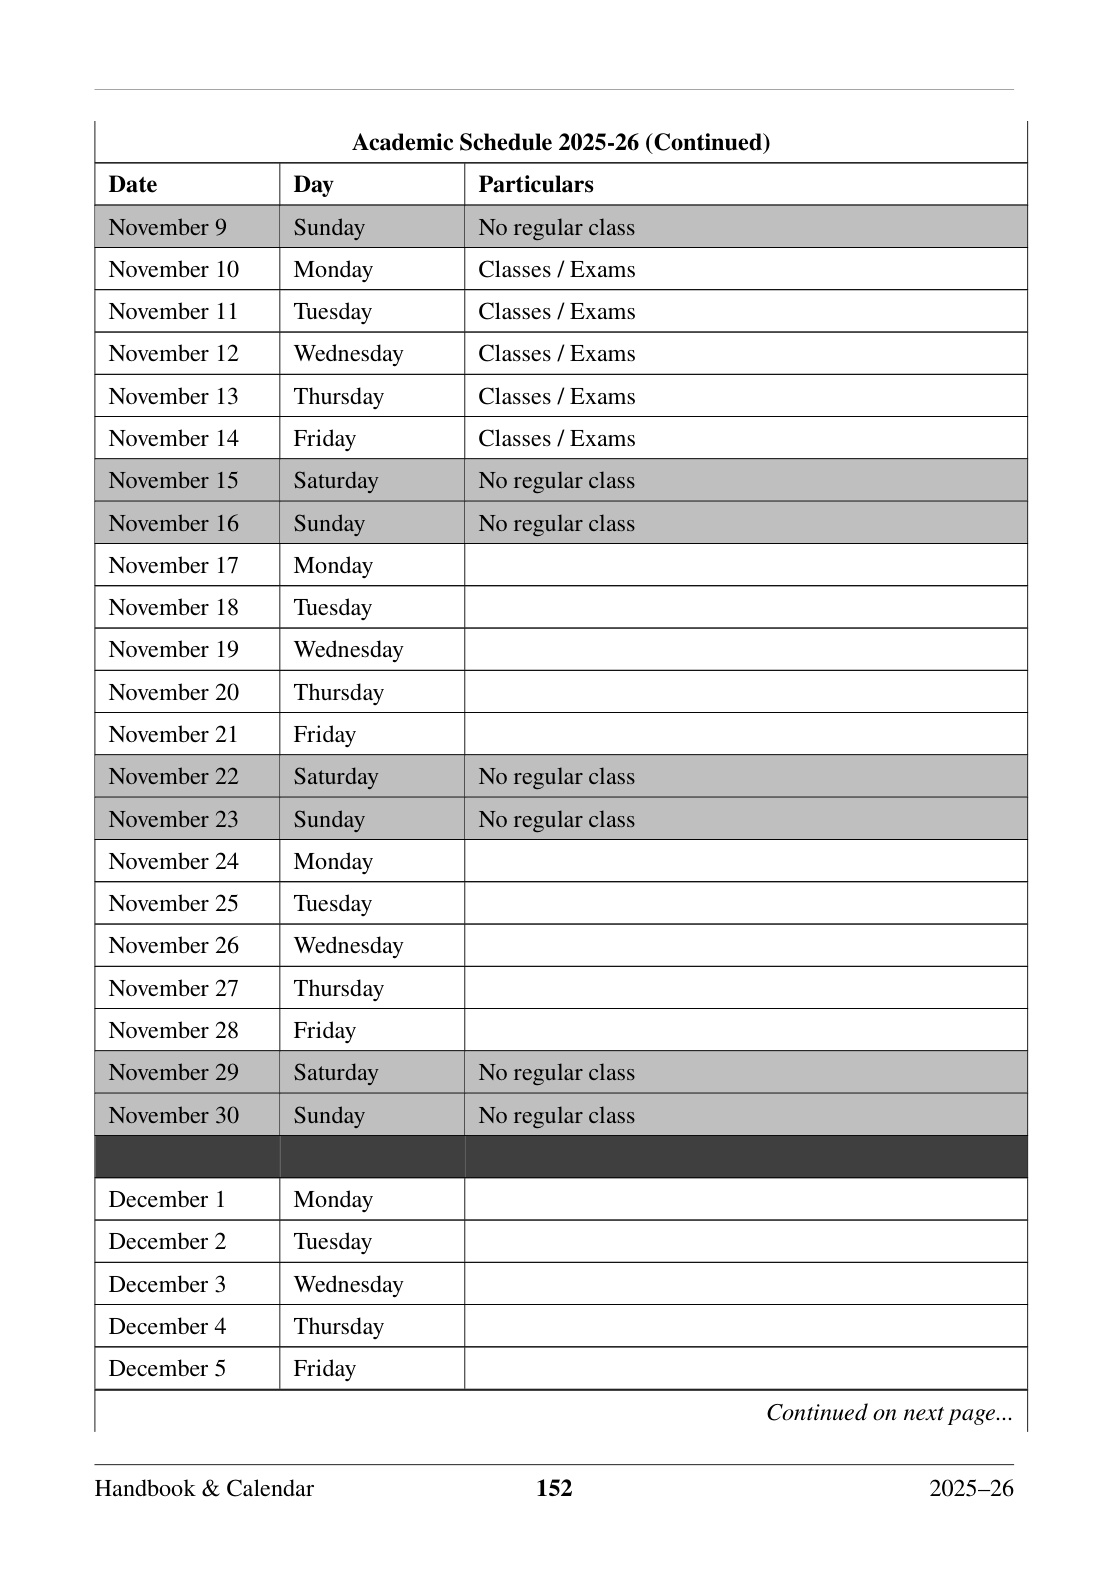 Academic Schedule 2025-26 (Continued)
Date Day Particulars
November 9 Sunday No regular class
November 10 Monday Classes / Exams
November 11 Tuesday Classes / Exams
November 12 Wednesday Classes / Exams
November 13 Thursday Classes / Exams
November 14 Friday Classes / Exams
November 15 Saturday No regular class
November 16 Sunday No regular class
November 17 Monday
November 18 Tuesday
November 19 Wednesday
November 20 Thursday
November 21 Friday
November 22 Saturday No regular class
November 23 Sunday No regular class
November 24 Monday
November 25 Tuesday
November 26 Wednesday
November 27 Thursday
November 28 Friday
November 29 Saturday No regular class
November 30 Sunday No regular class
December 1 Monday
December 2 Tuesday
December 3 Wednesday
December 4 Thursday
December 5 Friday
Continued on next page...
Handbook & Calendar 152 2025–26